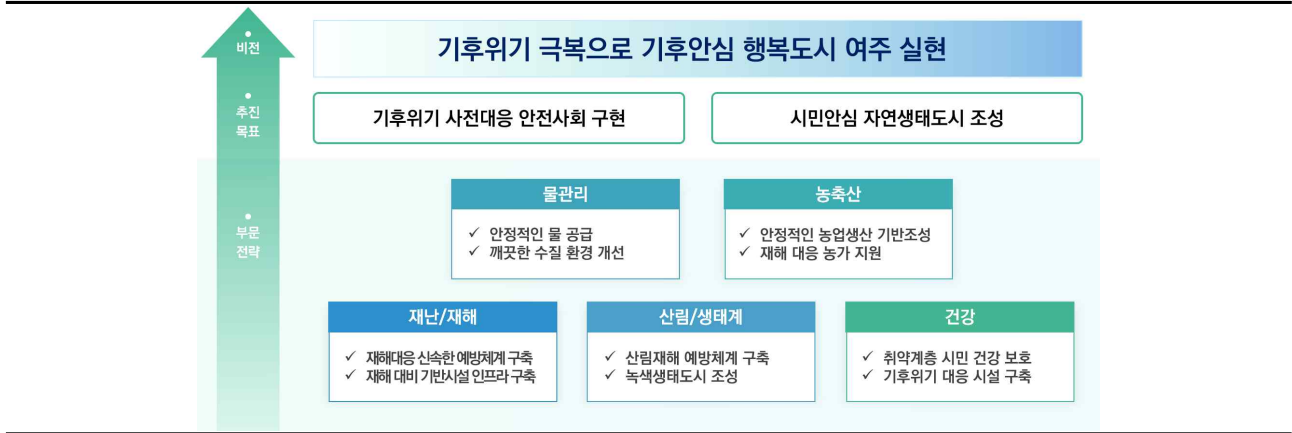 비전
기후위기 극복으로 기후안심 행복도시 여주 실현
추진
목표
기후위기 사전대응 안전사회 구현
시민안심 자연생태도시 조성
부문
전략
물관리
✓ 안정적인 물 공급
✓ 깨끗한 수질 환경 개선
농축산
✓ 안정적인 농업생산 기반조성
✓ 재해 대응 농가 지원
재난/재해
✓ 재해대응 신속한 예방체계 구축
✓ 재해 대비 기반시설 인프라 구축
산림/생태계
✓ 산림재해 예방체계 구축
✓ 녹색생태도시 조성
건강
✓ 취약계층 시민 건강 보호
✓ 기후위기 대응 시설 구축